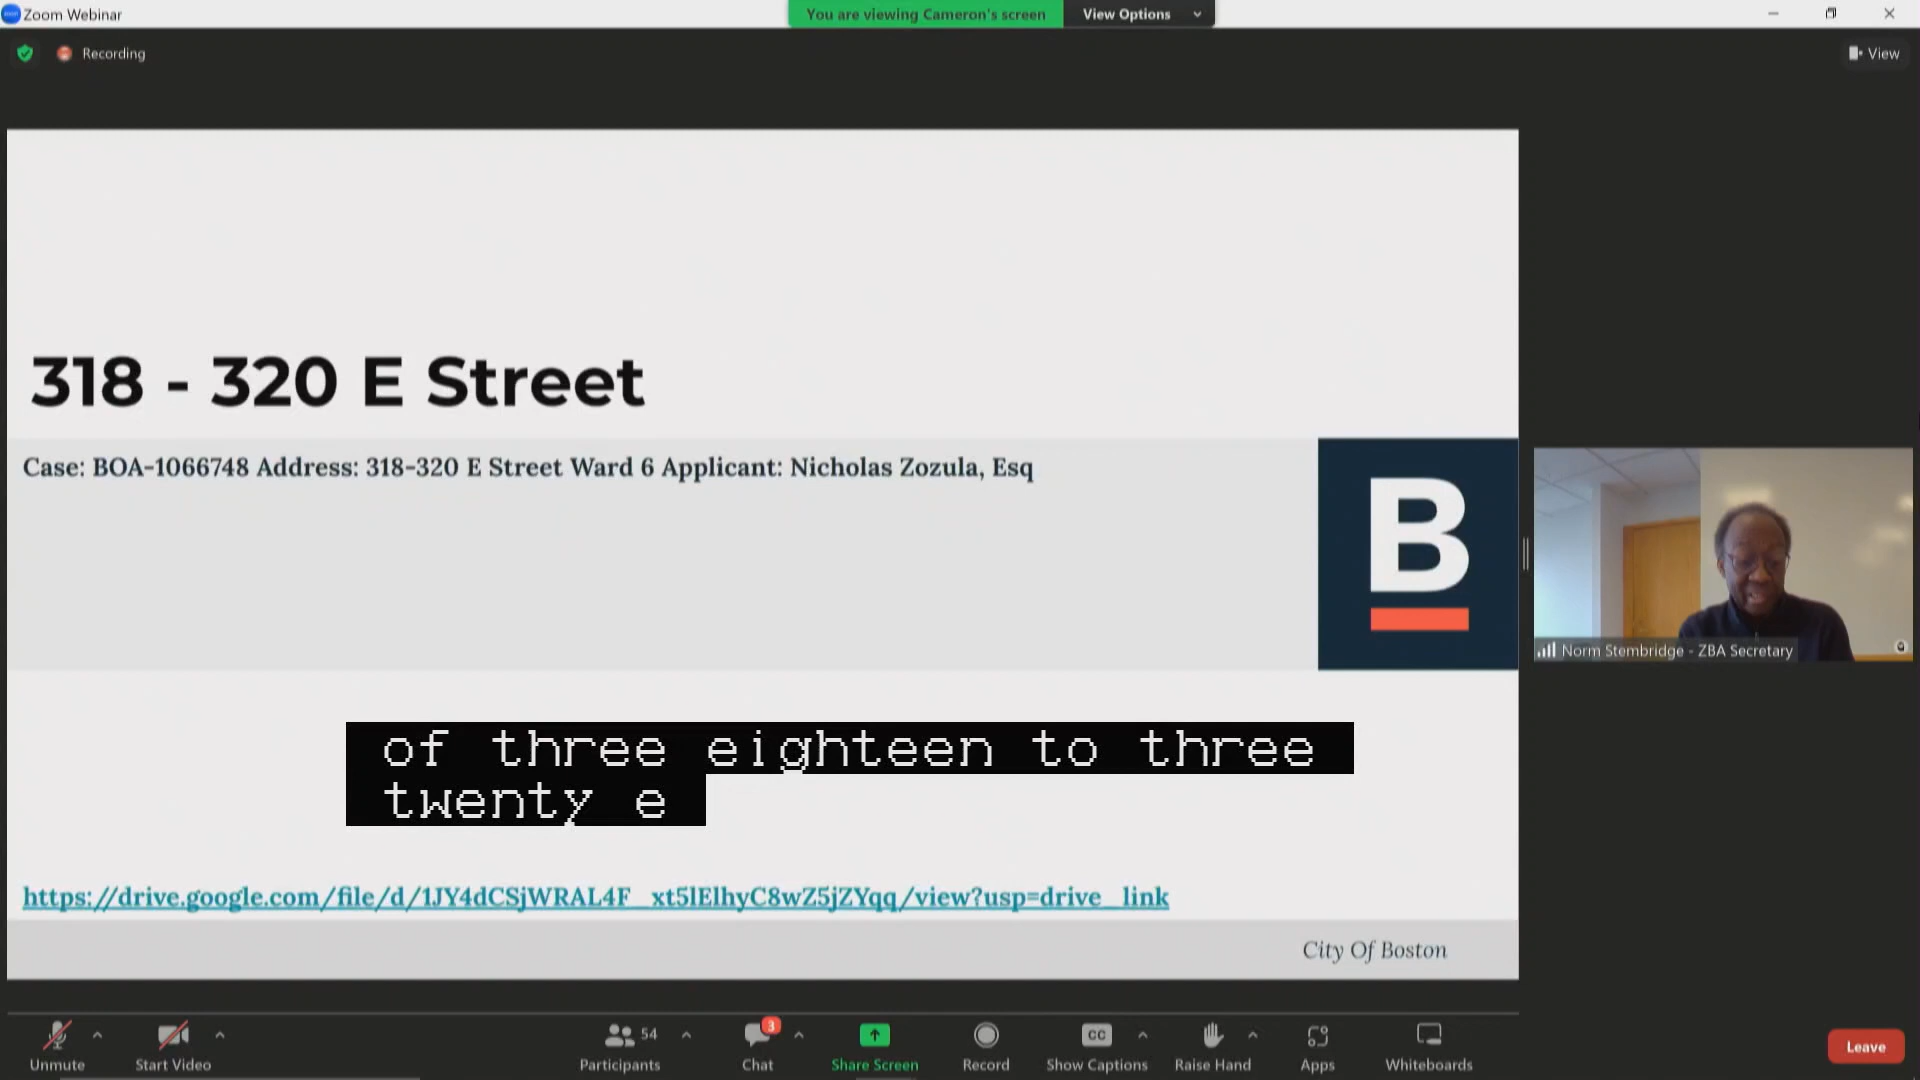 Zoom Webinar
You are viewing Cameron's screen
View Options
Recording
View
318 - 320 E Street
Case: BOA-1066748 Address: 318-320 E Street Ward 6 Applicant: Nicholas Zozula, Esq
B
Norm Stembridge - ZBA Secretary
of three eighteen to three
twenty e
https://drive.google.com/file/d/1JY4dCSjWRAL4F_xt5lElhyC8wZ5jZYqq/view?usp=drive_link
City Of Boston
Unmute
Start Video
54
Participants
3
Chat
Share Screen
Record
CC
Show Captions
Raise Hand
Apps
Whiteboards
Leave